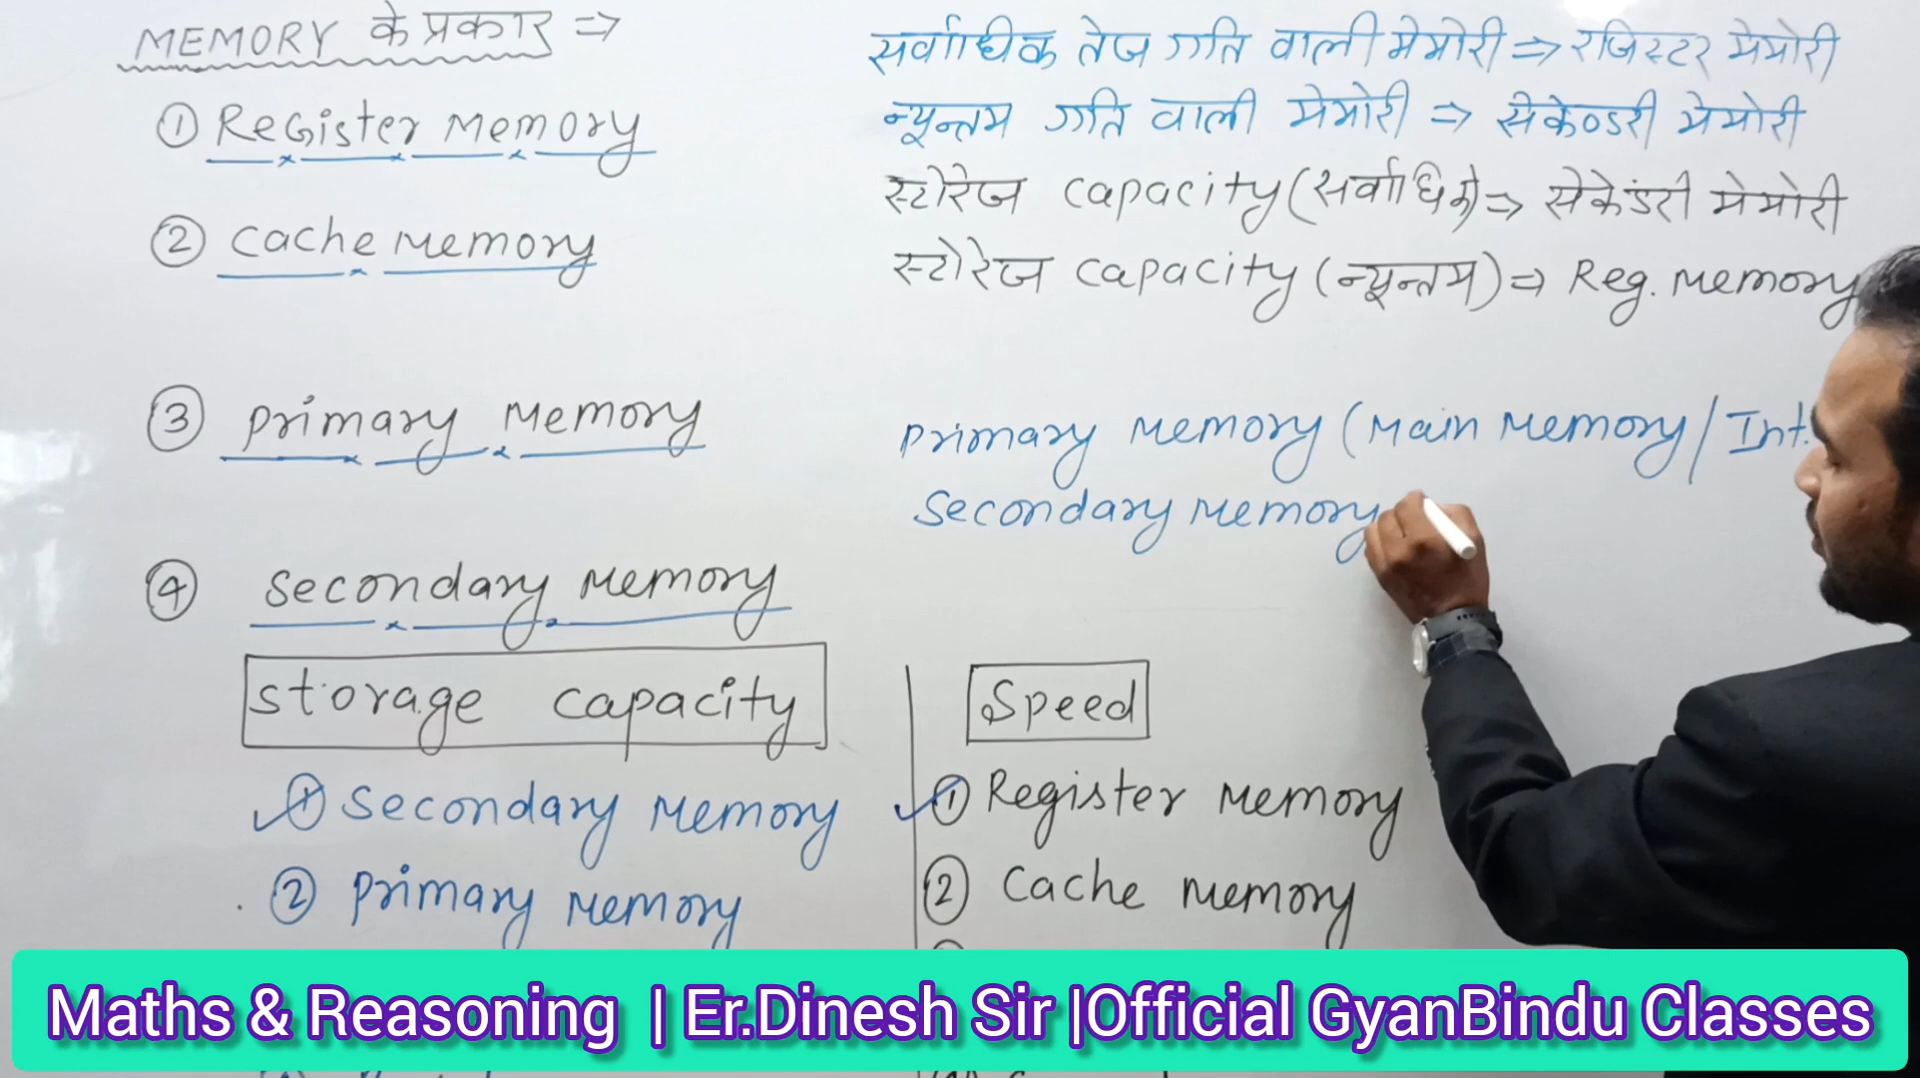 MEMORY के प्रकार ⇒
① Register Memory
② Cache Memory
③ Primary Memory
④ Secondary Memory
Storage Capacity
① Secondary Memory
② Primary Memory
सर्वाधिक तेज गति वाली मेमोरी ⇒ रजिस्टर मेमोरी
न्यून्तम गति वाली मेमोरी ⇒ सेकेण्डरी मेमोरी
स्टोरेज Capacity (सर्वाधिक) ⇒ सेकेंडरी मेमोरी
स्टोरेज Capacity (न्यून्तम) ⇒ Reg. Memory
Primary Memory (Main Memory / Int.
Secondary Memory
Speed
① Register Memory
② Cache Memory
Maths & Reasoning | Er.Dinesh Sir |Official GyanBindu Classes